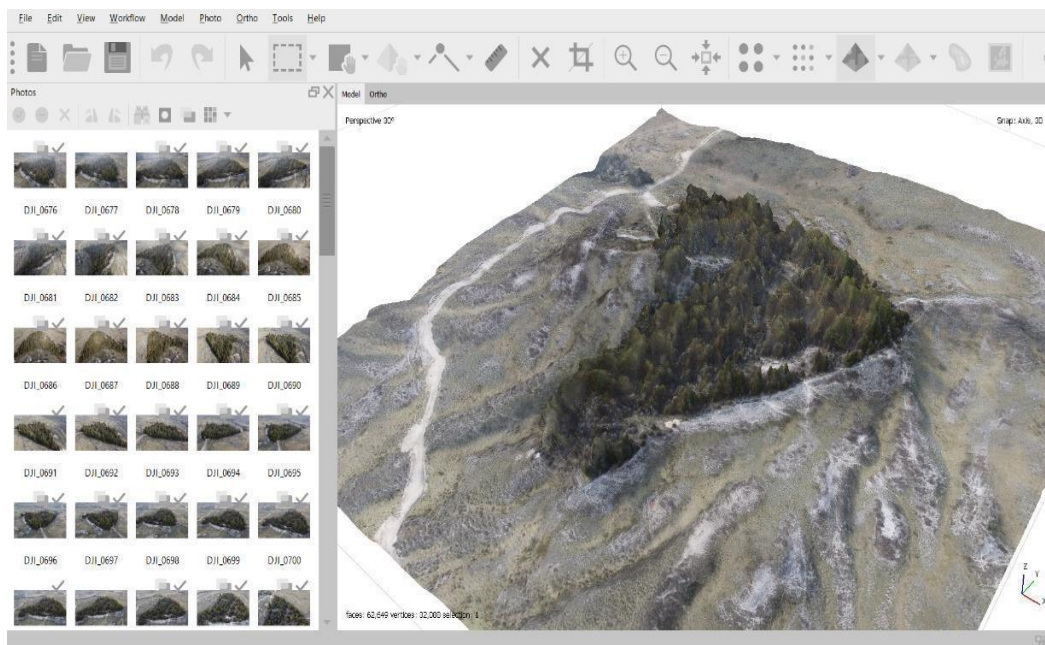 File Edit View Workflow Model Photo Ortho Tools Help
Photos
Model Ortho
Perspective 30°
Snap: Axis, 3D
DJI_0676 DJI_0677 DJI_0678 DJI_0679 DJI_0680
DJI_0681 DJI_0682 DJI_0683 DJI_0684 DJI_0685
DJI_0686 DJI_0687 DJI_0688 DJI_0689 DJI_0690
DJI_0691 DJI_0692 DJI_0693 DJI_0694 DJI_0695
DJI_0696 DJI_0697 DJI_0698 DJI_0699 DJI_0700
faces: 62,649 vertices: 32,000 selection: 1
Z
Y
X